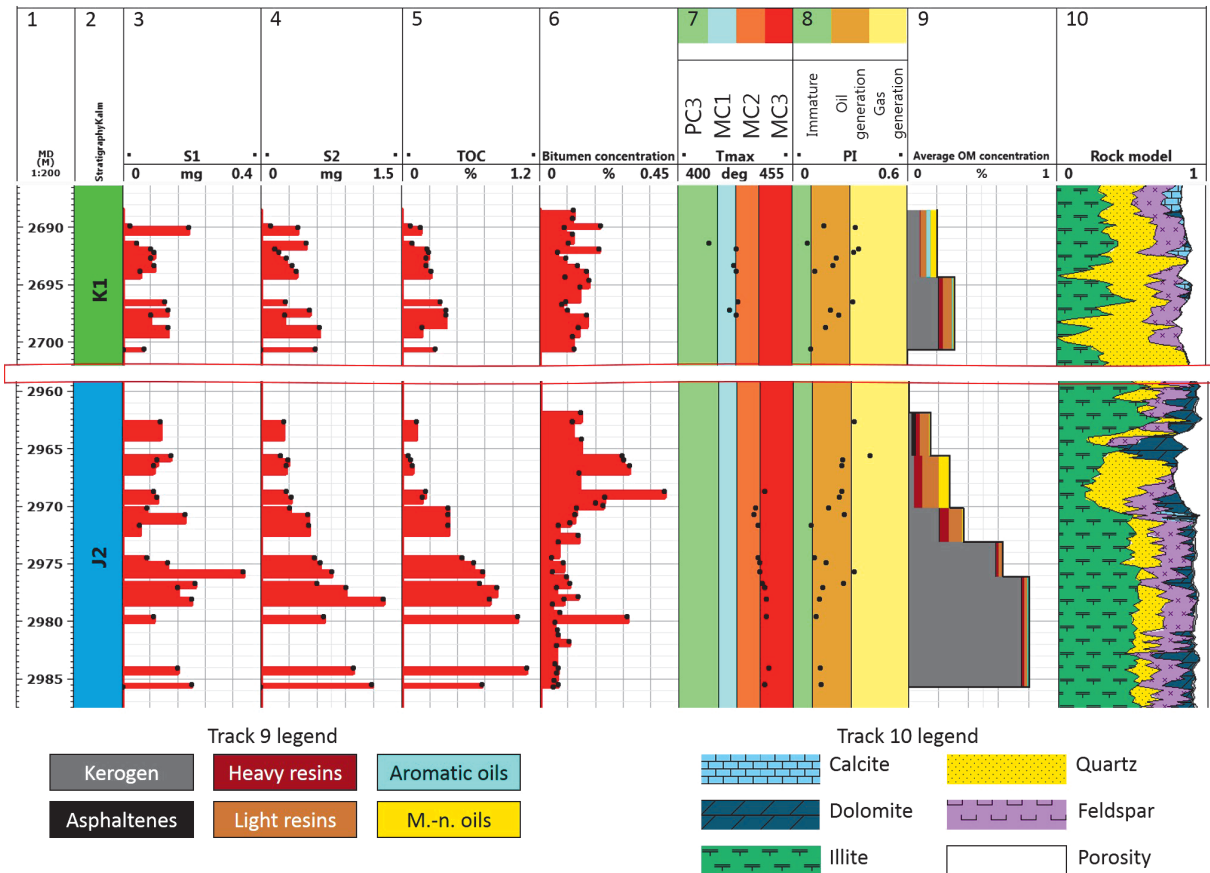 1 2 3 4 5 6 7 8 9 10
PC3 MC1 MC2 MC3
Immature
Oil
generation
Gas
generation
MD
(M)
1:200
StratigraphyKalm
S1 S2 TOC Bitumen concentration Tmax PI Average OM concentration Rock model
0 mg 0.4 0 mg 1.5 0 % 1.2 0 % 0.45 400 deg 455 0 0.6 0 % 1 0 1
2690
2695
K1
2700
2960
2965
2970
J2
2975
2980
2985
Track 9 legend Track 10 legend
Kerogen Heavy resins Aromatic oils Calcite Quartz
Asphaltenes Light resins M.-n. oils Dolomite Feldspar
Illite Porosity